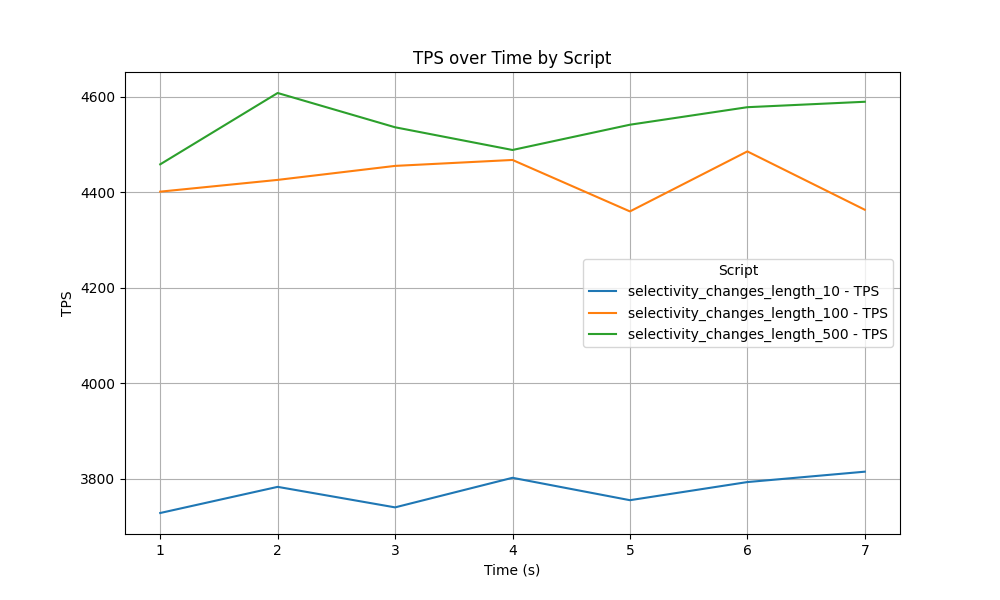 TPS over Time by Script
4600
4400
4200
4000
3800
TPS
Script
selectivity_changes_length_10 - TPS
selectivity_changes_length_100 - TPS
selectivity_changes_length_500 - TPS
1 2 3 4 5 6 7
Time (s)